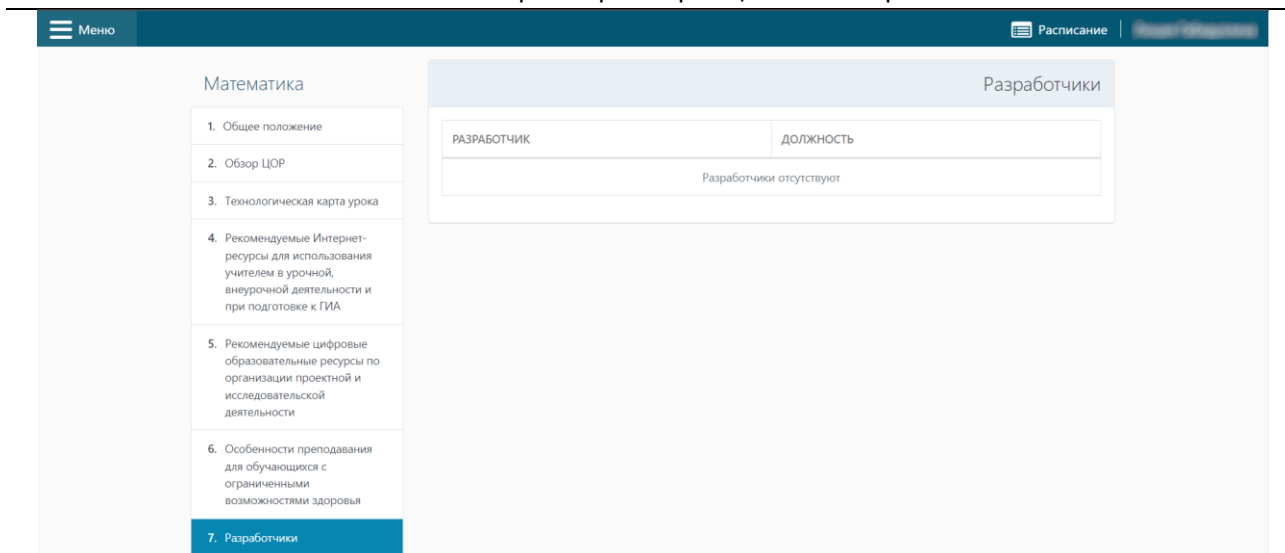 Меню
Расписание
Математика
1. Общее положение
2. Обзор ЦОР
3. Технологическая карта урока
4. Рекомендуемые Интернет-
ресурсы для использования
учителем в урочной,
внеурочной деятельности и
при подготовке к ГИА
5. Рекомендуемые цифровые
образовательные ресурсы по
организации проектной и
исследовательской
деятельности
6. Особенности преподавания
для обучающихся с
ограниченными
возможностями здоровья
7. Разработчики
Разработчики
РАЗРАБОТЧИК ДОЛЖНОСТЬ
Разработчики отсутствуют